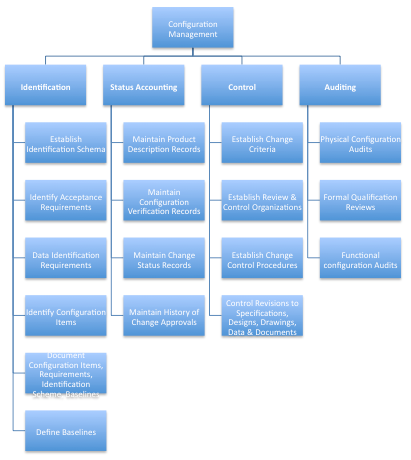 Configuration
Management
Identification
Status Accounting
Control
Auditing
Establish
Identification Schema
Identify Acceptance
Requirements
Data Identification
Requirements
Identify Configuration
Items
Document
Configuration Items,
Requirements,
Identification
Scheme, Baselines
Define Baselines
Maintain Product
Description Records
Maintain
Configuration
Verification Records
Maintain Change
Status Records
Maintain History of
Change Approvals
Establish Change
Criteria
Establish Review &
Control Organizations
Establish Change
Control Procedures
Control Revisions to
Specifications,
Designs, Drawings,
Data & Documents
Physical Configuration
Audits
Formal Qualification
Reviews
Functional
configuration Audits